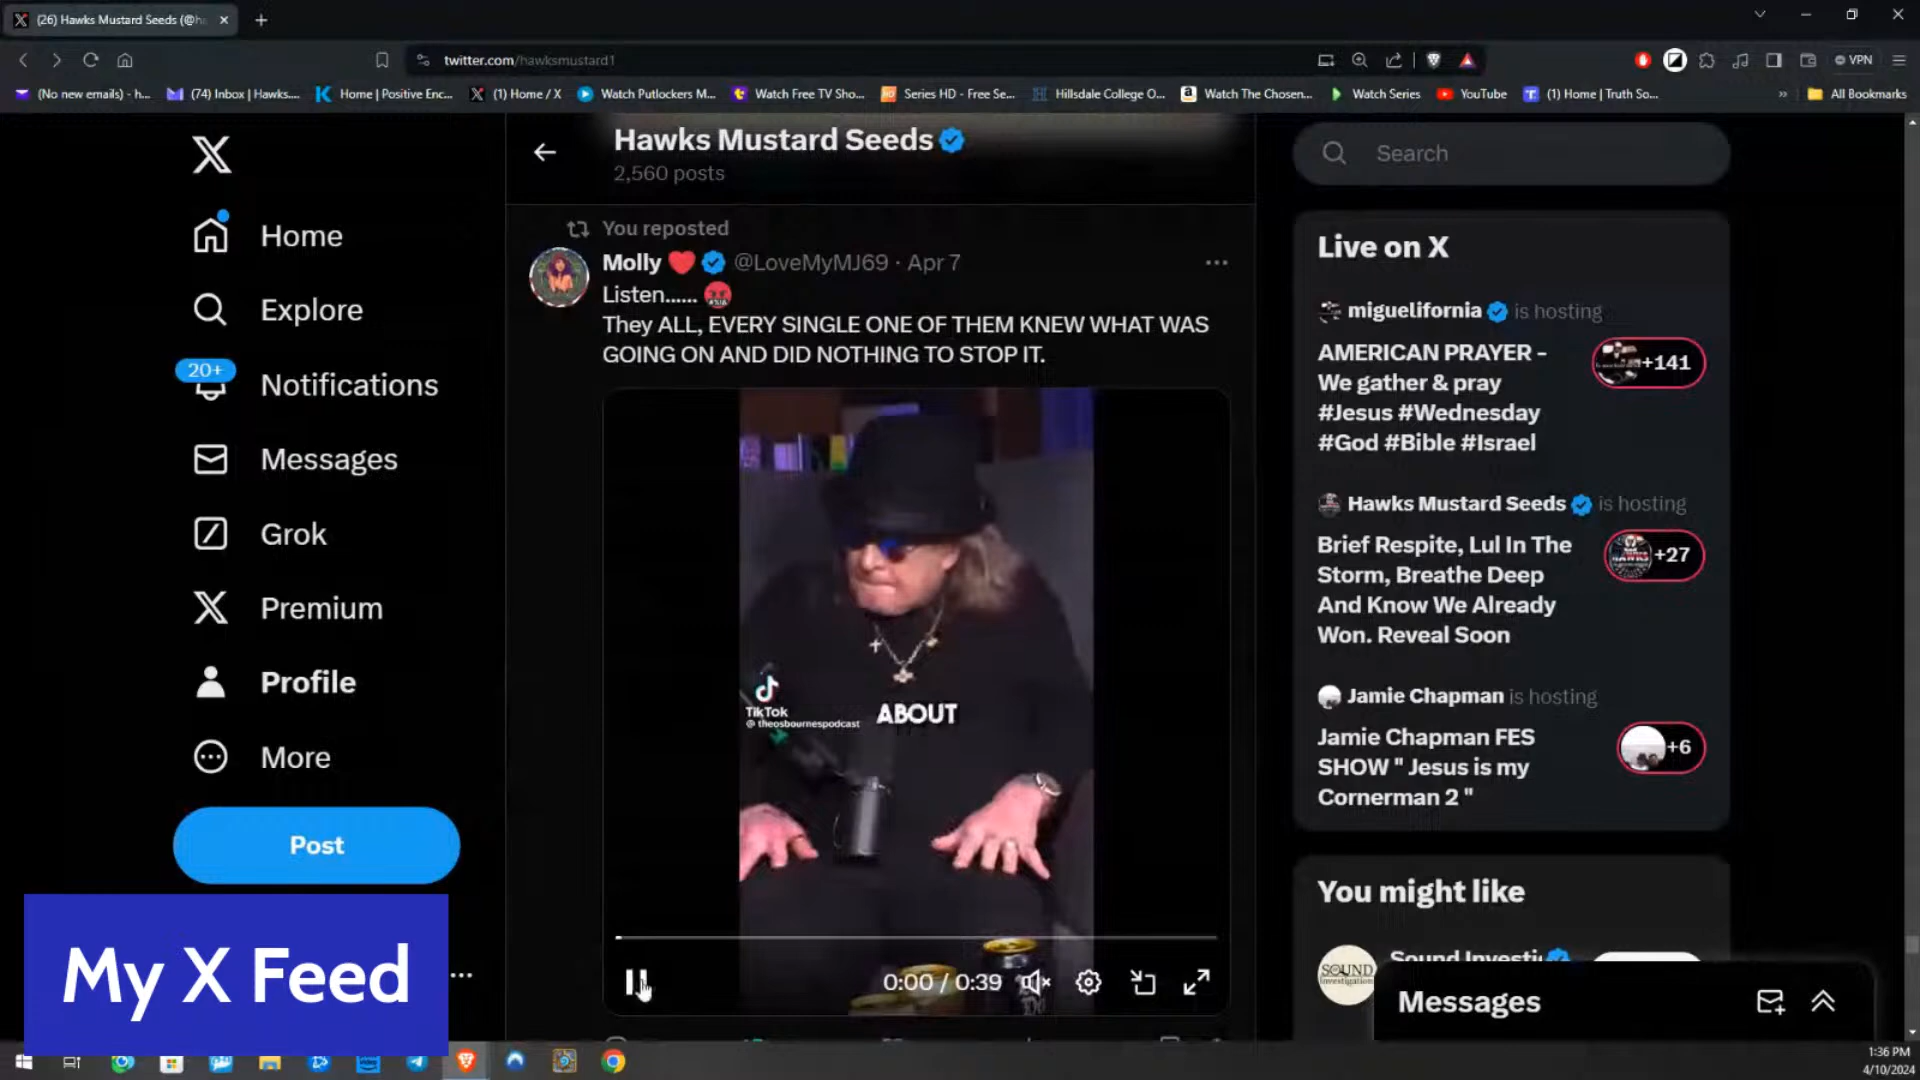 (26) Hawks Mustard Seeds (@h
twitter.com/hawksmustard1
VPN
(No new emails) - h...
(74) Inbox | Hawks....
Home | Positive Enc...
(1) Home / X
Watch Putlockers M...
Watch Free TV Sho...
Series HD - Free Se...
Hillsdale College O...
Watch The Chosen...
Watch Series
YouTube
(1) Home | Truth So...
All Bookmarks
Home
Explore
20+
Notifications
Messages
Grok
Premium
Profile
More
Post
My X Feed
Hawks Mustard Seeds
2,560 posts
You reposted
Molly ❤️ @LoveMyMJ69 · Apr 7
Listen...... 🤬
They ALL, EVERY SINGLE ONE OF THEM KNEW WHAT WAS
GOING ON AND DID NOTHING TO STOP IT.
TikTok
@ theosbournespodcast
ABOUT
0:00 / 0:39
Search
Live on X
miguelifornia is hosting
AMERICAN PRAYER -
We gather & pray
#Jesus #Wednesday
#God #Bible #Israel
+141
Hawks Mustard Seeds is hosting
Brief Respite, Lul In The
Storm, Breathe Deep
And Know We Already
Won. Reveal Soon
+27
Jamie Chapman is hosting
Jamie Chapman FES
SHOW " Jesus is my
Cornerman 2 "
+6
You might like
SOUND
Investigation
Sound Investi
Messages
1:36 PM
4/10/2024